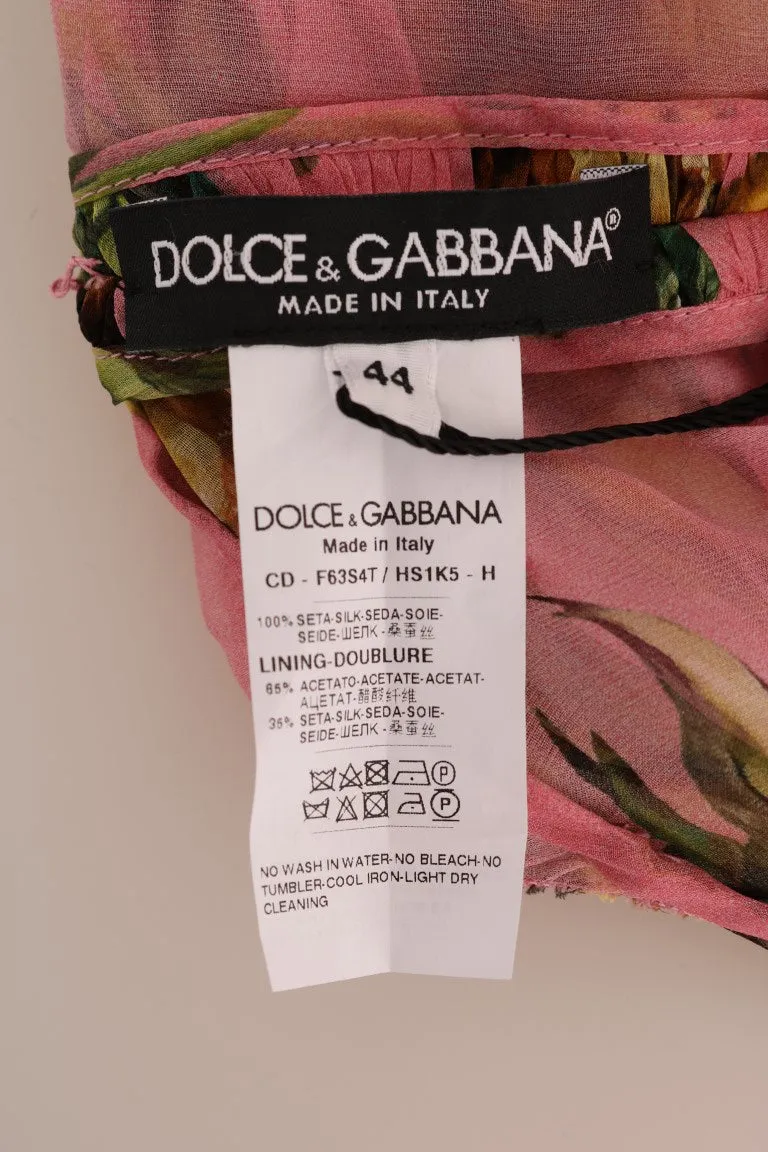 DOLCE & GABBANA®
MADE IN ITALY
44
DOLCE & GABBANA
Made in Italy
CD - F63S4T / HS1K5 - H
100% SETA-SILK-SEDA-SOIE-
SEIDE-ШЕЛК-桑蚕丝
LINING-DOUBLURE
65% ACETATO-ACETATE-ACETAT-
АЦЕТАТ-醋酸纤维
35% SETA-SILK-SEDA-SOIE-
SEIDE-ШЕЛК-桑蚕丝
P
P
NO WASH IN WATER-NO BLEACH-NO
TUMBLER-COOL IRON-LIGHT DRY
CLEANING